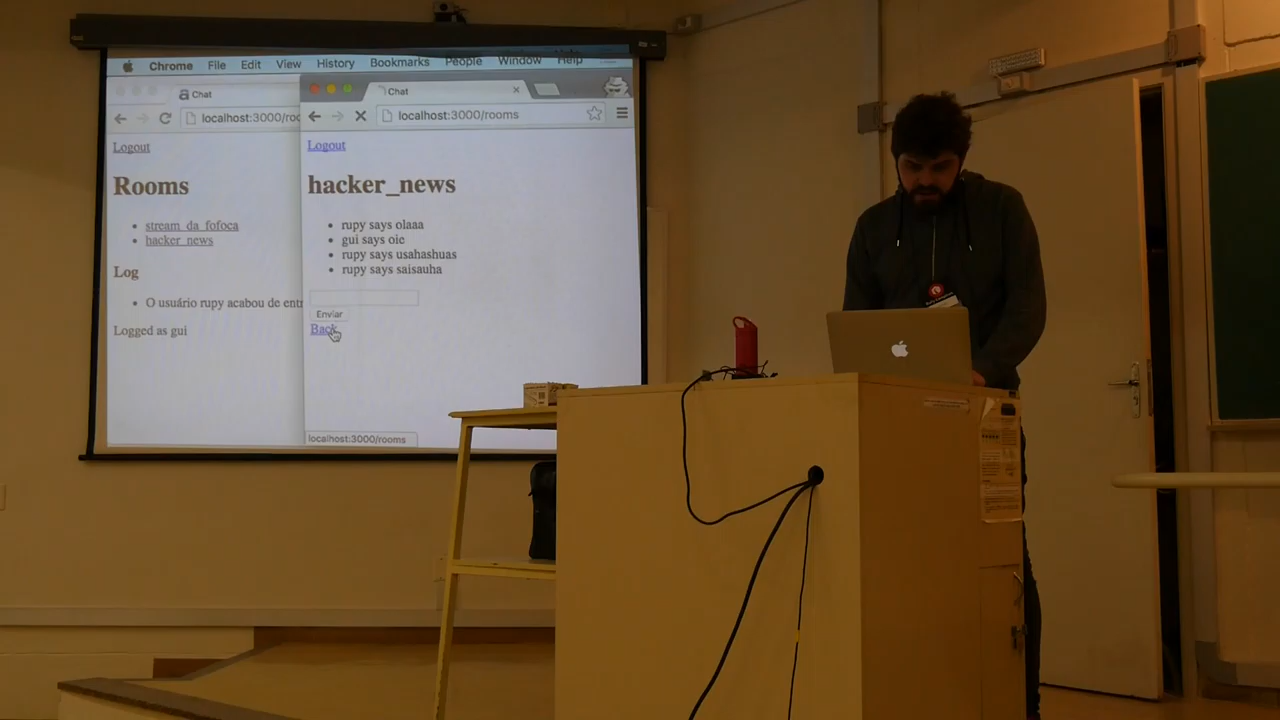 Chrome File Edit View History Bookmarks People Window Help
Chat
localhost:3000/roo
Logout
Rooms
stream_da_fofoca
hacker_news
Log
O usuário rupy acabou de entr
Logged as gui
Chat
localhost:3000/rooms
Logout
hacker_news
rupy says olaaa
gui says oie
rupy says usahashuas
rupy says saisauha
Enviar
Back
localhost:3000/rooms